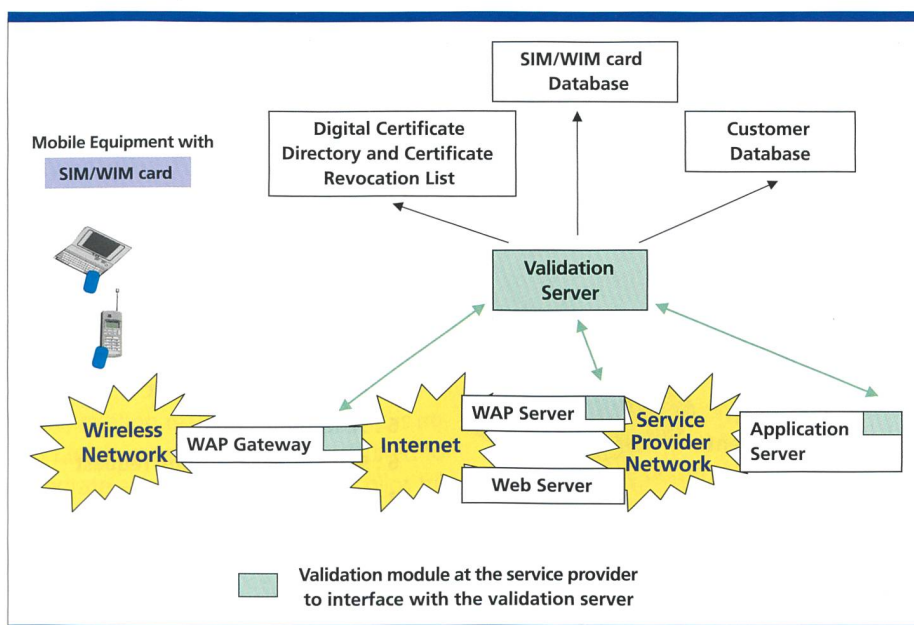 SIM/WIM card
Database
Digital Certificate
Directory and Certificate
Revocation List
Customer
Database
Mobile Equipment with
SIM/WIM card
Validation
Server
Wireless
Network
WAP Gateway
Internet
WAP Server
Web Server
Service
Provider
Network
Application
Server
Validation module at the service provider
to interface with the validation server